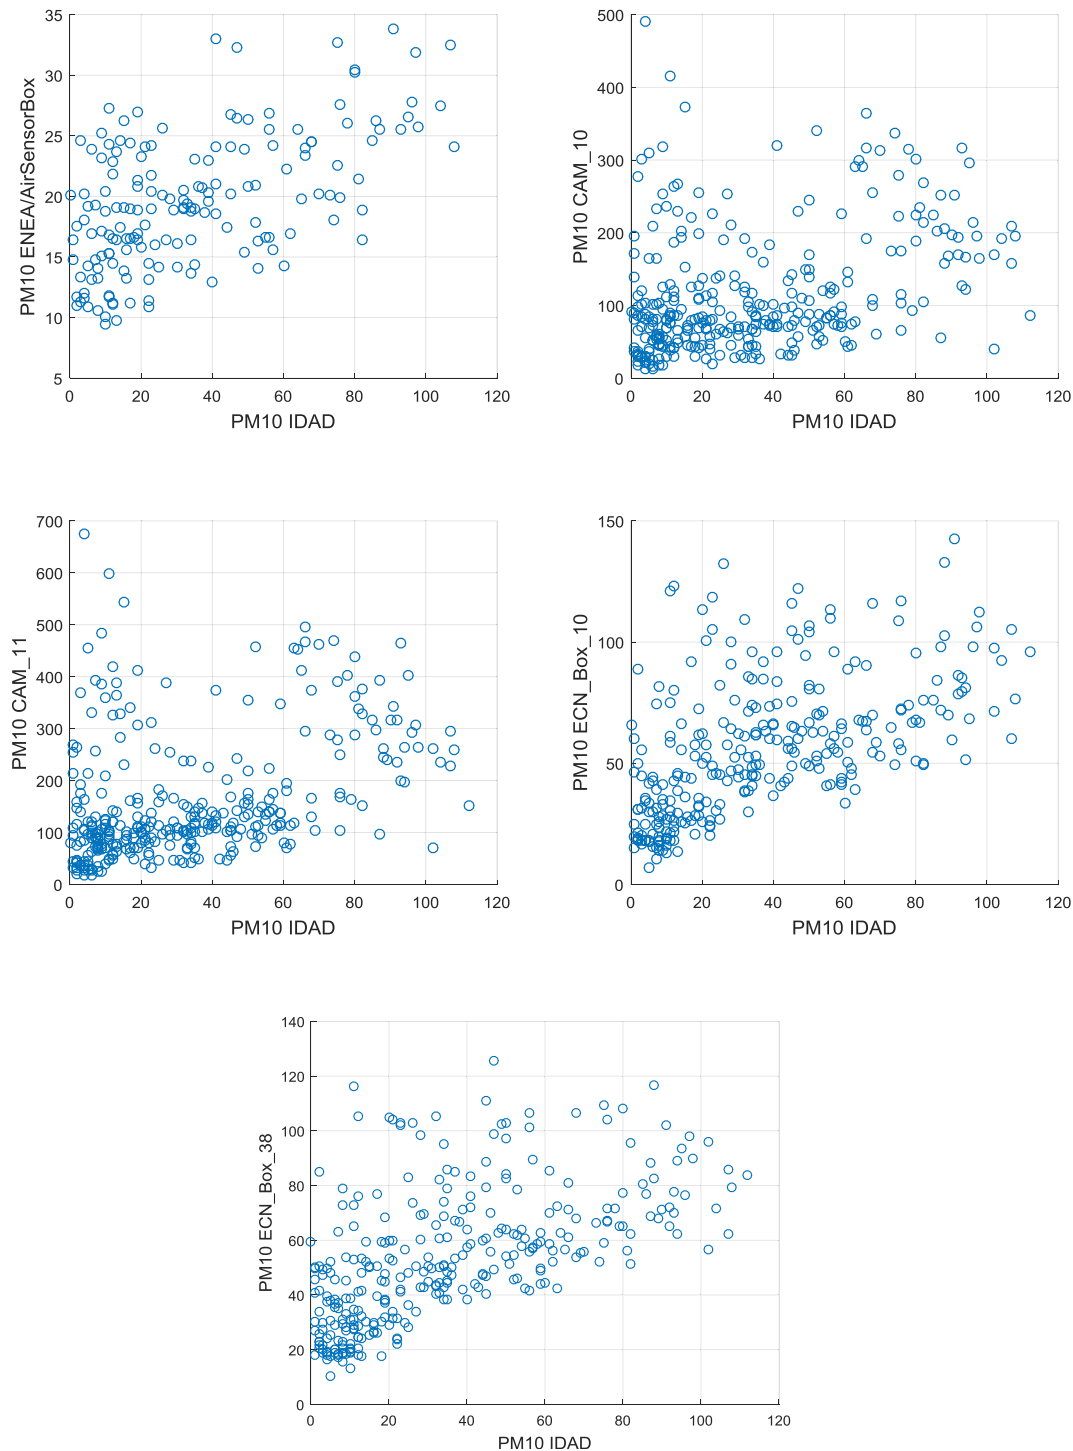 35
30
25
20
15
10
5
0 20 40 60 80 100 120
PM10 IDAD
PM10 ENEA/AirSensorBox
500
400
300
200
100
0
0 20 40 60 80 100 120
PM10 IDAD
PM10 CAM_10
700
600
500
400
300
200
100
0
0 20 40 60 80 100 120
PM10 IDAD
PM10 CAM_11
150
100
50
0
0 20 40 60 80 100 120
PM10 IDAD
PM10 ECN_Box_10
140
120
100
80
60
40
20
0
0 20 40 60 80 100 120
PM10 IDAD
PM10 ECN_Box_38